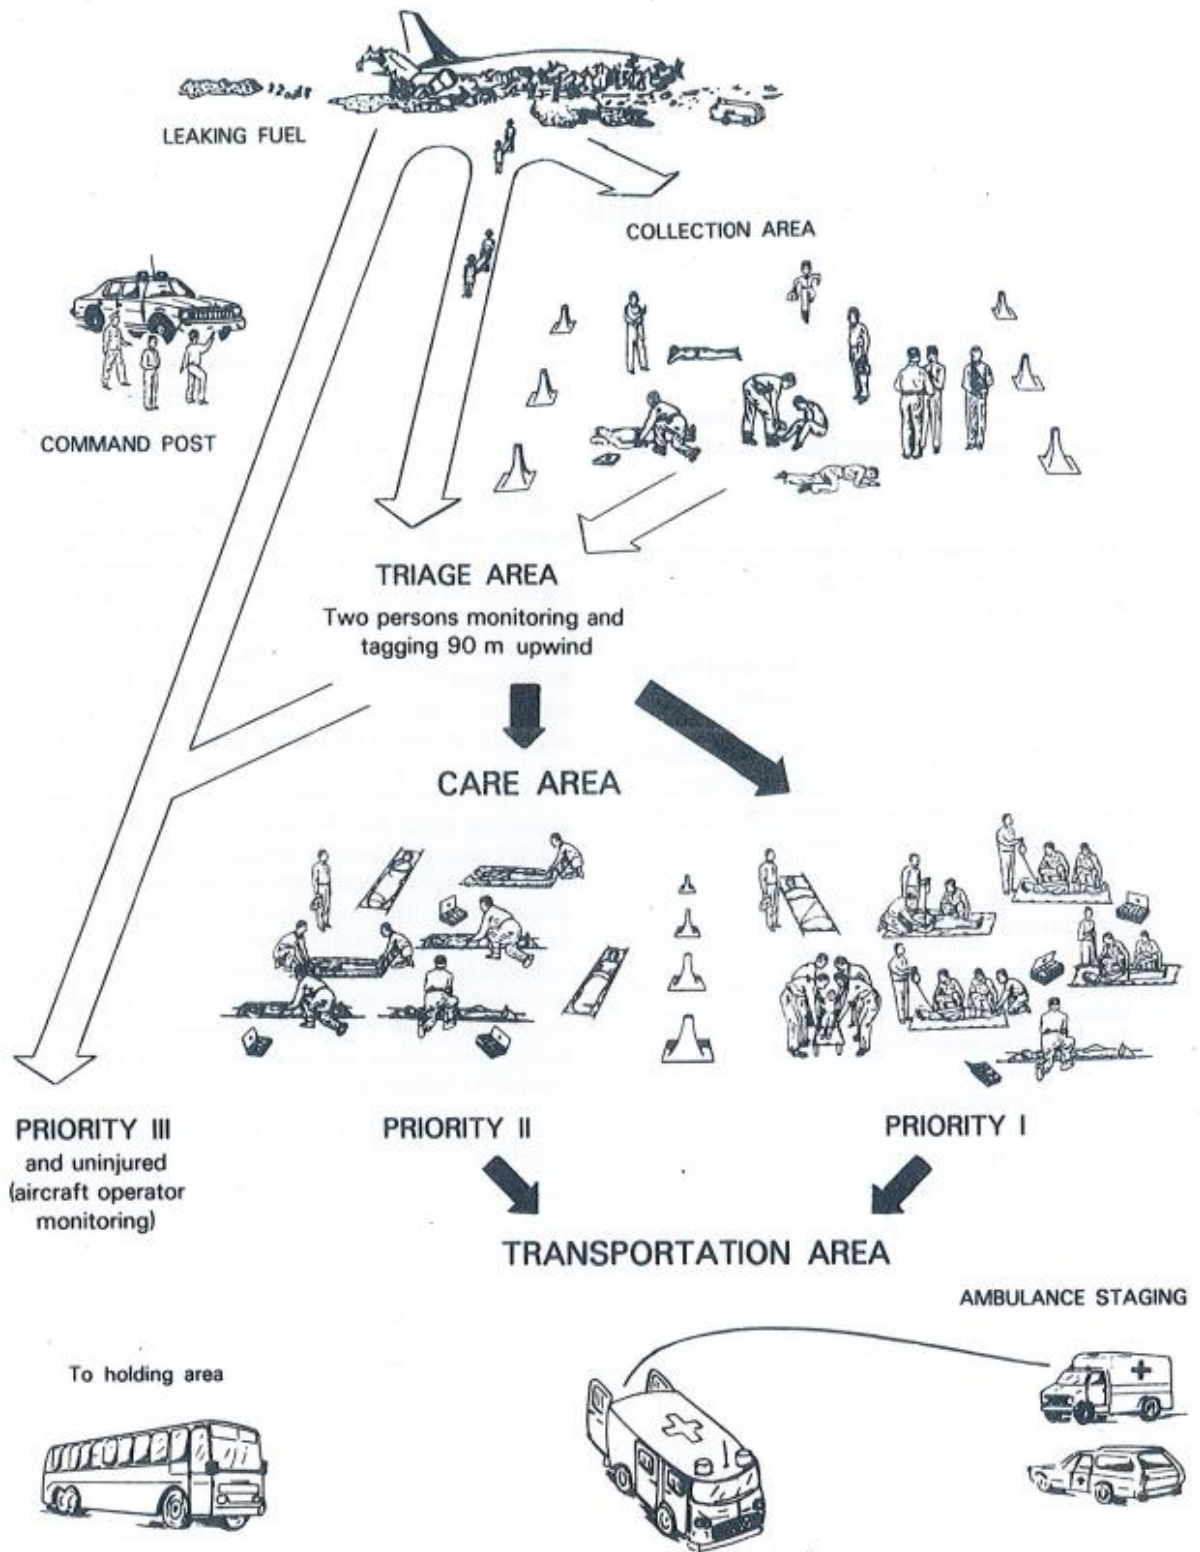 LEAKING FUEL
COLLECTION AREA
COMMAND POST
TRIAGE AREA
Two persons monitoring and
tagging 90 m upwind
CARE AREA
PRIORITY III
and uninjured
(aircraft operator
monitoring)
PRIORITY II
PRIORITY I
TRANSPORTATION AREA
AMBULANCE STAGING
To holding area